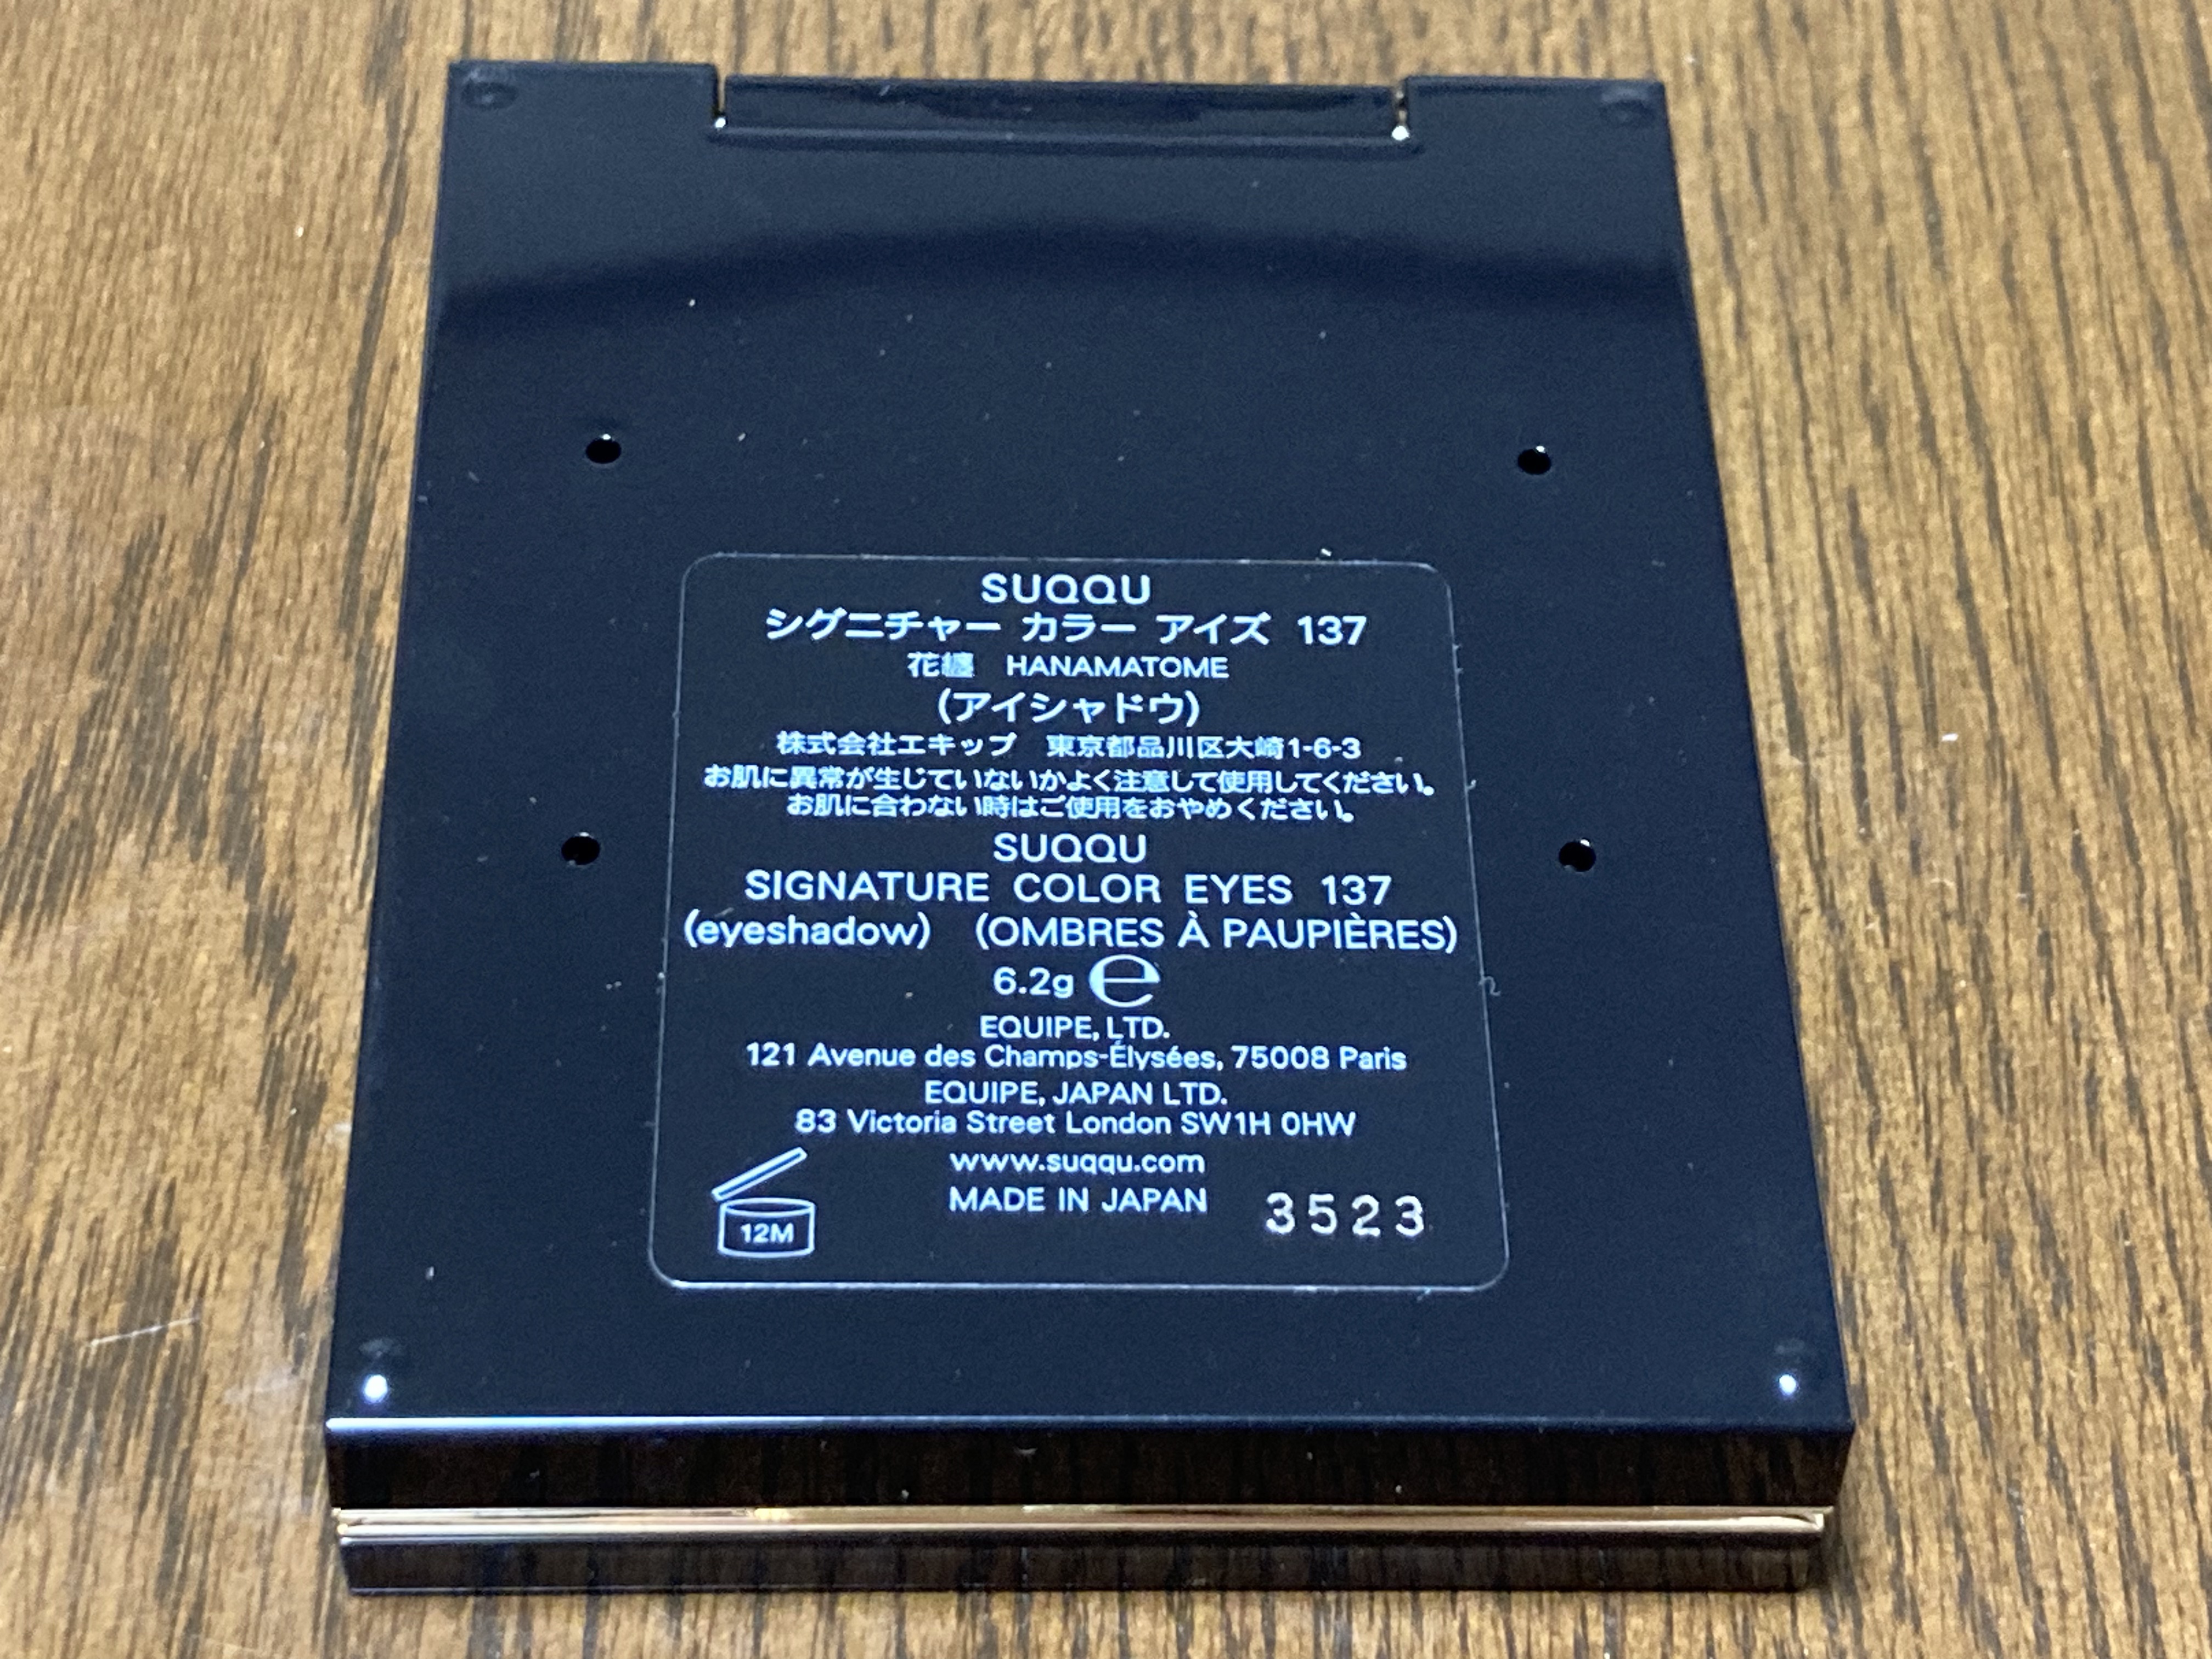 SUQQU
シグニチャー カラー アイズ 137
花纏 HANAMATOME
(アイシャドウ)
株式会社エキップ 東京都品川区大崎1-6-3
お肌に異常が生じていないかよく注意して使用してください。
お肌に合わない時はご使用をおやめください。
SUQQU
SIGNATURE COLOR EYES 137
(eyeshadow) (OMBRES À PAUPIÈRES)
6.2g ℮
EQUIPE, LTD.
121 Avenue des Champs-Élysées, 75008 Paris
EQUIPE, JAPAN LTD.
83 Victoria Street London SW1H 0HW
www.suqqu.com
MADE IN JAPAN 3523
12M